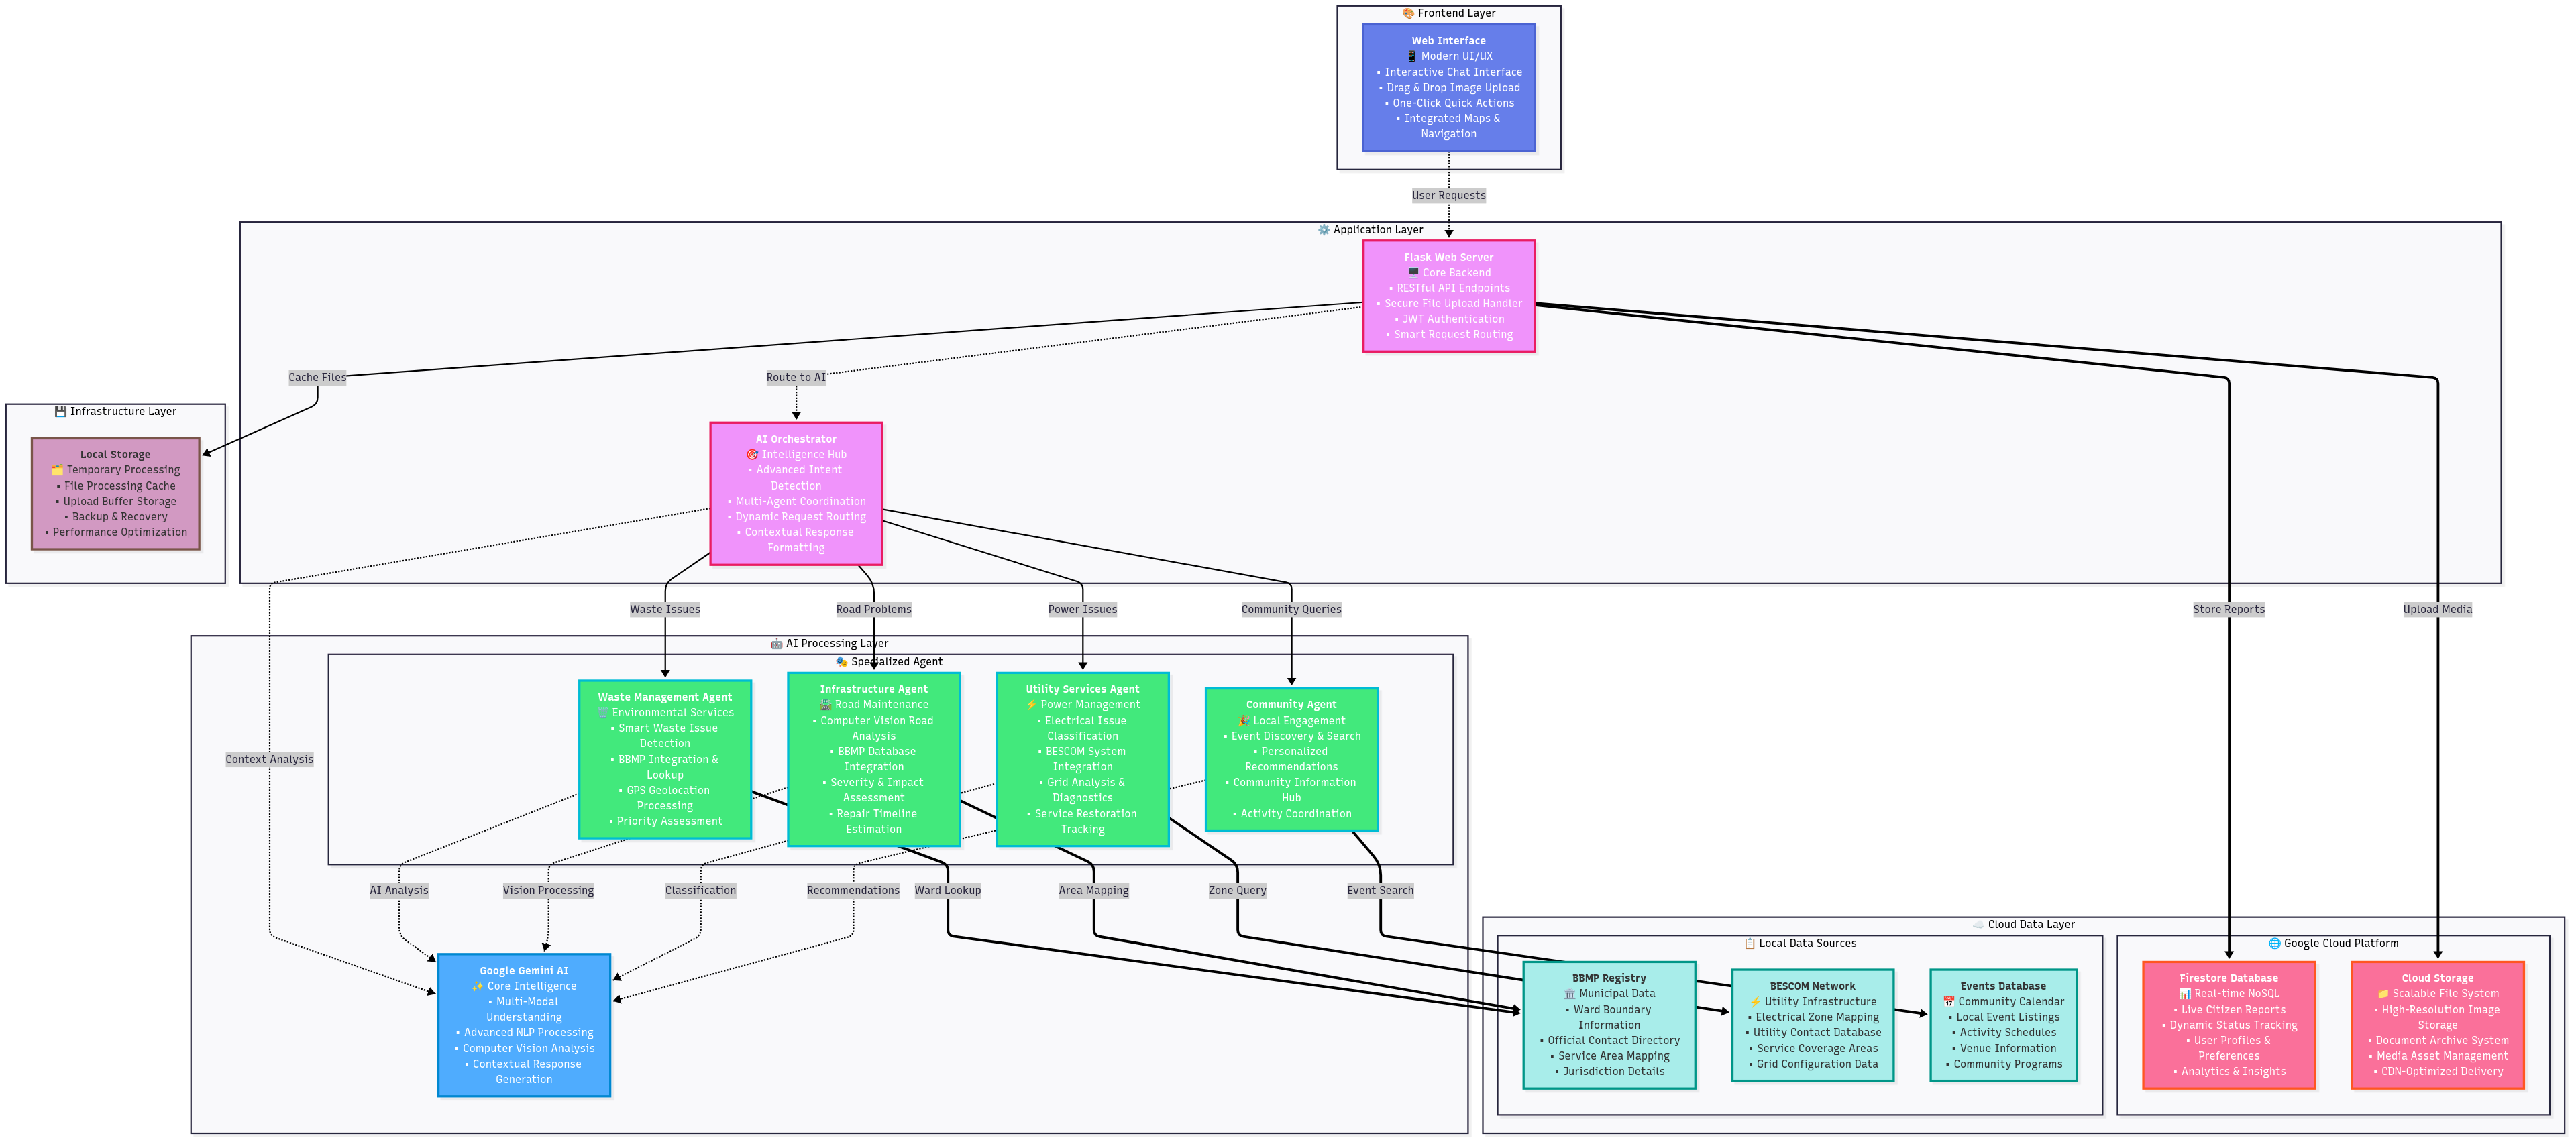 🎨 Frontend Layer
Web Interface
📱 Modern UI/UX
• Interactive Chat Interface
• Drag & Drop Image Upload
• One-Click Quick Actions
• Integrated Maps &
Navigation
User Requests
⚙️ Application Layer
Flask Web Server
🖥️ Core Backend
• RESTful API Endpoints
• Secure File Upload Handler
• JWT Authentication
• Smart Request Routing
Cache Files
Route to AI
💾 Infrastructure Layer
Local Storage
🗂️ Temporary Processing
• File Processing Cache
• Upload Buffer Storage
• Backup & Recovery
• Performance Optimization
AI Orchestrator
🎯 Intelligence Hub
• Advanced Intent
Detection
• Multi-Agent Coordination
• Dynamic Request Routing
• Contextual Response
Formatting
Waste Issues
Road Problems
Power Issues
Community Queries
Store Reports
Upload Media
🤖 AI Processing Layer
🎭 Specialized Agent
Waste Management Agent
🗑️ Environmental Services
• Smart Waste Issue
Detection
• BBMP Integration &
Lookup
• GPS Geolocation
Processing
• Priority Assessment
Infrastructure Agent
🛣️ Road Maintenance
• Computer Vision Road
Analysis
• BBMP Database
Integration
• Severity & Impact
Assessment
• Repair Timeline
Estimation
Utility Services Agent
⚡ Power Management
• Electrical Issue
Classification
• BESCOM System
Integration
• Grid Analysis &
Diagnostics
• Service Restoration
Tracking
Community Agent
🎉 Local Engagement
• Event Discovery & Search
• Personalized
Recommendations
• Community Information
Hub
• Activity Coordination
Context Analysis
AI Analysis
Vision Processing
Classification
Recommendations
Ward Lookup
Area Mapping
Zone Query
Event Search
Google Gemini AI
✨ Core Intelligence
• Multi-Modal
Understanding
• Advanced NLP Processing
• Computer Vision Analysis
• Contextual Response
Generation
☁️ Cloud Data Layer
📋 Local Data Sources
BBMP Registry
🏛️ Municipal Data
• Ward Boundary
Information
• Official Contact Directory
• Service Area Mapping
• Jurisdiction Details
BESCOM Network
⚡ Utility Infrastructure
• Electrical Zone Mapping
• Utility Contact Database
• Service Coverage Areas
• Grid Configuration Data
Events Database
📅 Community Calendar
• Local Event Listings
• Activity Schedules
• Venue Information
• Community Programs
🌐 Google Cloud Platform
Firestore Database
📊 Real-time NoSQL
• Live Citizen Reports
• Dynamic Status Tracking
• User Profiles &
Preferences
• Analytics & Insights
Cloud Storage
📁 Scalable File System
• High-Resolution Image
Storage
• Document Archive System
• Media Asset Management
• CDN-Optimized Delivery